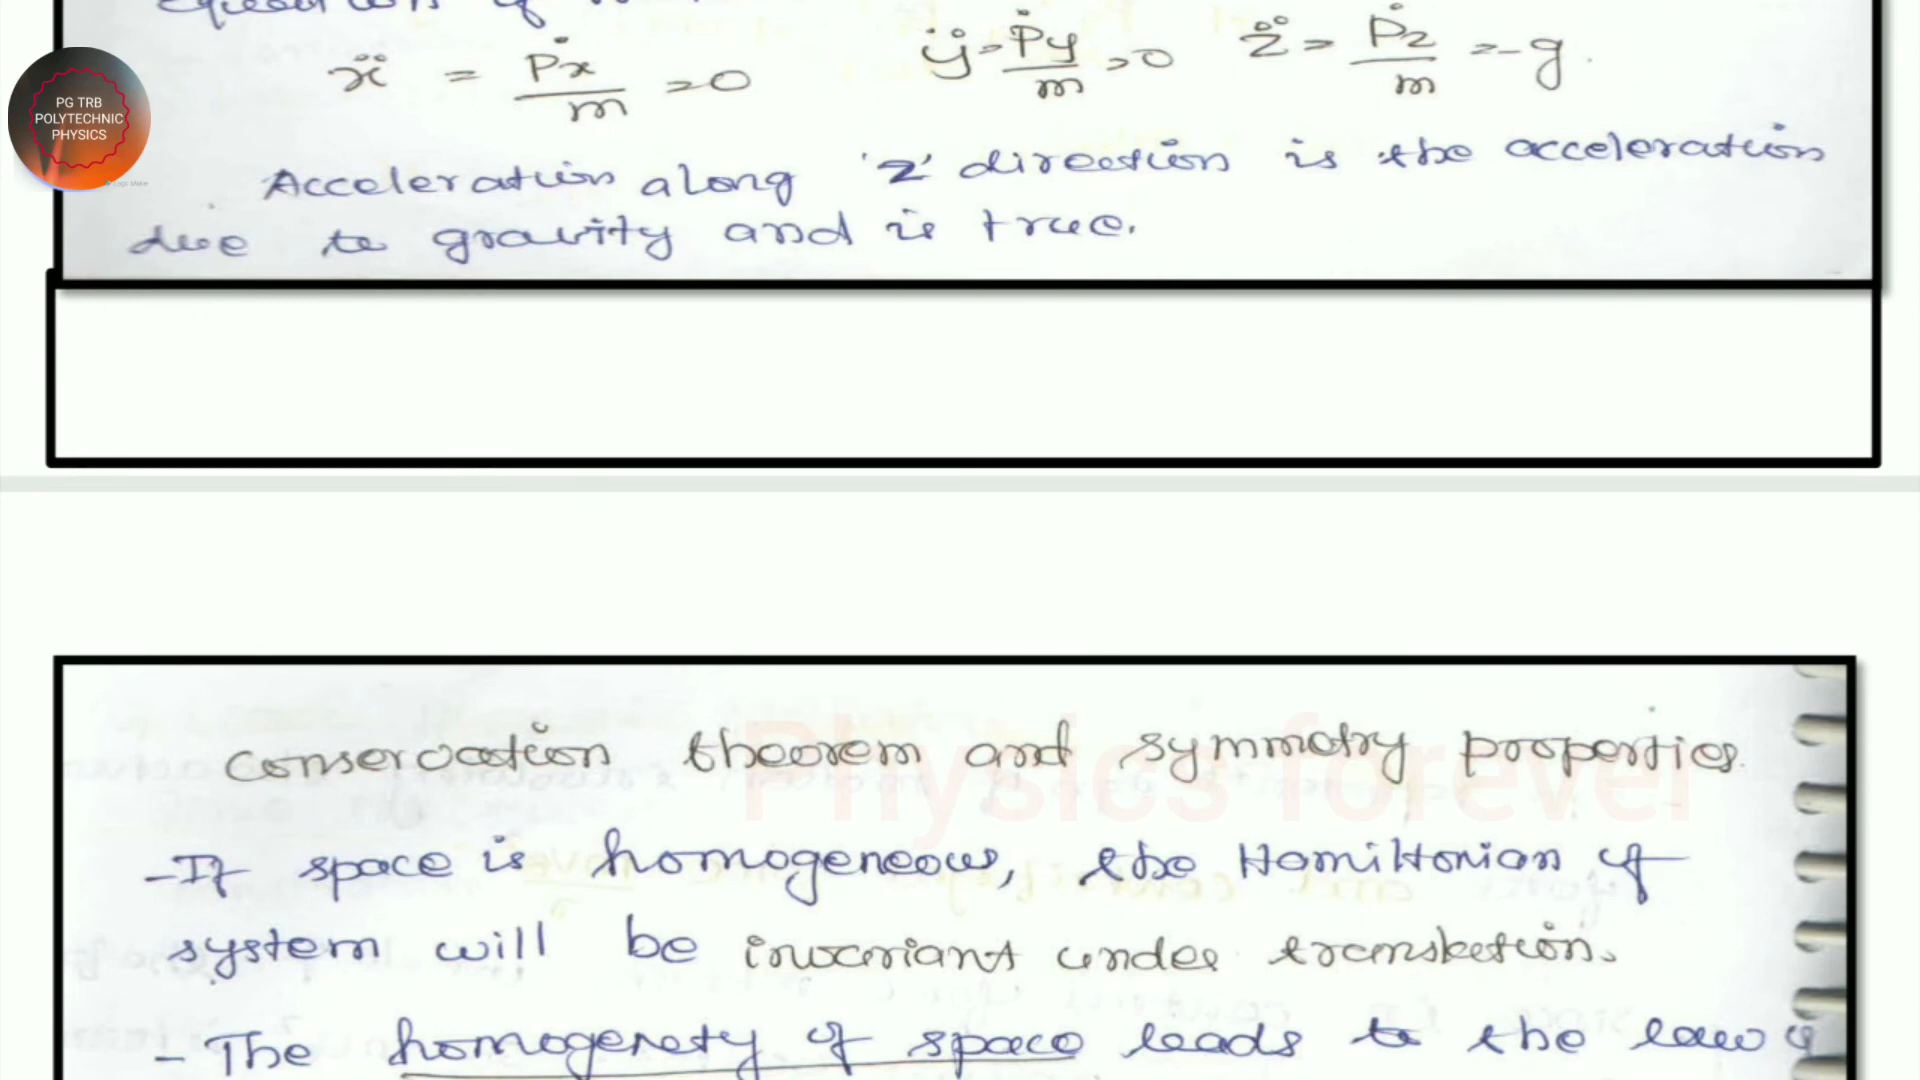 ẍ = Ṗx/m = 0 ÿ = Ṗy/m = 0 z̈ = Ṗz/m = -g.
PG TRB
POLYTECHNIC
PHYSICS
Acceleration along 'z' direction is the acceleration
due to gravity and is true.
conservation theorem and symmetry properties.
Physics forever
- If space is homogeneous, the Hamiltonian of
system will be invariant under translation.
- The homogenety of space leads to the law of